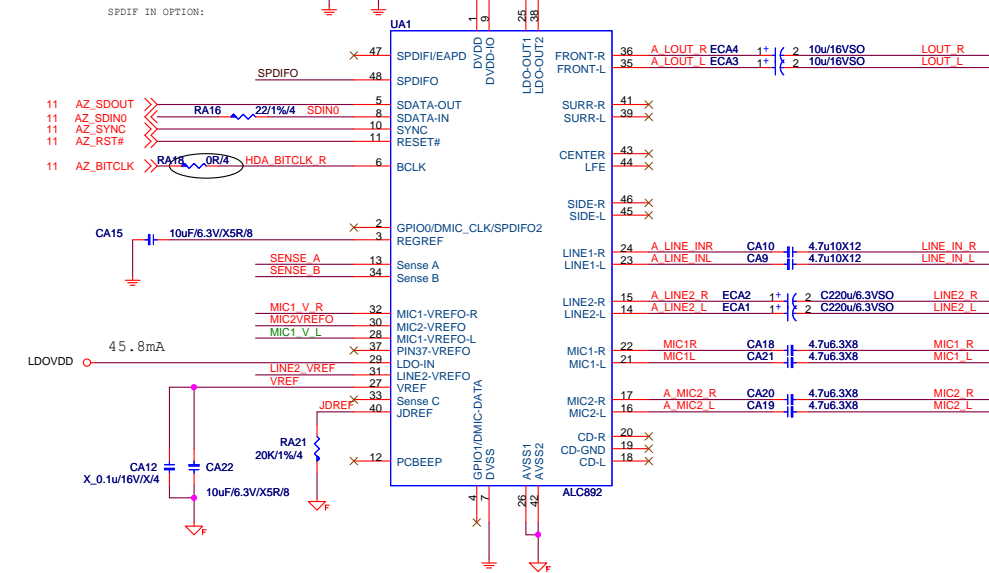 SPDIF IN OPTION:
1 9 25 38
UA1
DVDD DVDD-IO LDO-OUT1 LDO-OUT2
47 SPDIFI/EAPD FRONT-R 36 A_LOUT_R ECA4 1 + 2 10u/16VSO LOUT_R
FRONT-L 35 A_LOUT_L ECA3 1 + 2 10u/16VSO LOUT_L
SPDIFO 48 SPDIFO
11 AZ_SDOUT 5 SDATA-OUT SURR-R 41
11 AZ_SDIN0 RA16 22/1%/4 SDIN0 8 SDATA-IN SURR-L 39
11 AZ_SYNC 10 SYNC
11 AZ_RST# 11 RESET#
CENTER 43
11 AZ_BITCLK RA18 0R/4 HDA_BITCLK_R 6 BCLK LFE 44
SIDE-R 46
SIDE-L 45
2 GPIO0/DMIC_CLK/SPDIFO2
CA15 10uF/6.3V/X5R/8 3 REGREF
LINE1-R 24 A_LINE_INR CA10 4.7u10X12 LINE_IN_R
SENSE_A 13 Sense A LINE1-L 23 A_LINE_INL CA9 4.7u10X12 LINE_IN_L
SENSE_B 34 Sense B
LINE2-R 15 A_LINE2_R ECA2 1 + 2 C220u/6.3VSO LINE2_R
MIC1_V_R 32 MIC1-VREFO-R LINE2-L 14 A_LINE2_L ECA1 1 + 2 C220u/6.3VSO LINE2_L
MIC2VREFO 30 MIC2-VREFO
MIC1_V_L 28 MIC1-VREFO-L
45.8mA 37 PIN37-VREFO MIC1-R 22 MIC1R CA18 4.7u6.3X8 MIC1_R
LDOVDD 29 LDO-IN MIC1-L 21 MIC1L CA21 4.7u6.3X8 MIC1_L
LINE2_VREF 31 LINE2-VREFO
VREF 27 VREF
33 Sense C MIC2-R 17 A_MIC2_R CA20 4.7u6.3X8 MIC2_R
JDREF 40 JDREF MIC2-L 16 A_MIC2_L CA19 4.7u6.3X8 MIC2_L
RA21
20K/1%/4
CD-R 20
CD-GND 19
12 PCBEEP CD-L 18
CA12 CA22
X_0.1u/16V/X/4
10uF/6.3V/X5R/8
GPIO1/DMIC-DATA DVSS AVSS1 AVSS2
ALC892
4 7 26 42
F
F
F